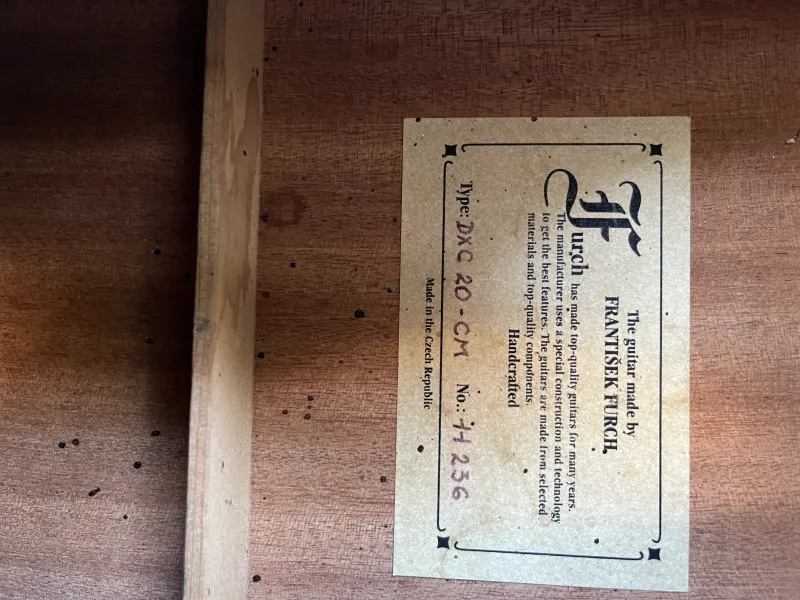 The guitar made by
FRANTIŠEK FURCH
Furch has made top-quality guitars for many years.
The manufacturer uses a special construction and technology
to get the best features. The guitars are made from selected
materials and top-quality components.
Handcrafted
Type: DXC 20-CM No.: 44 236
Made in the Czech Republic